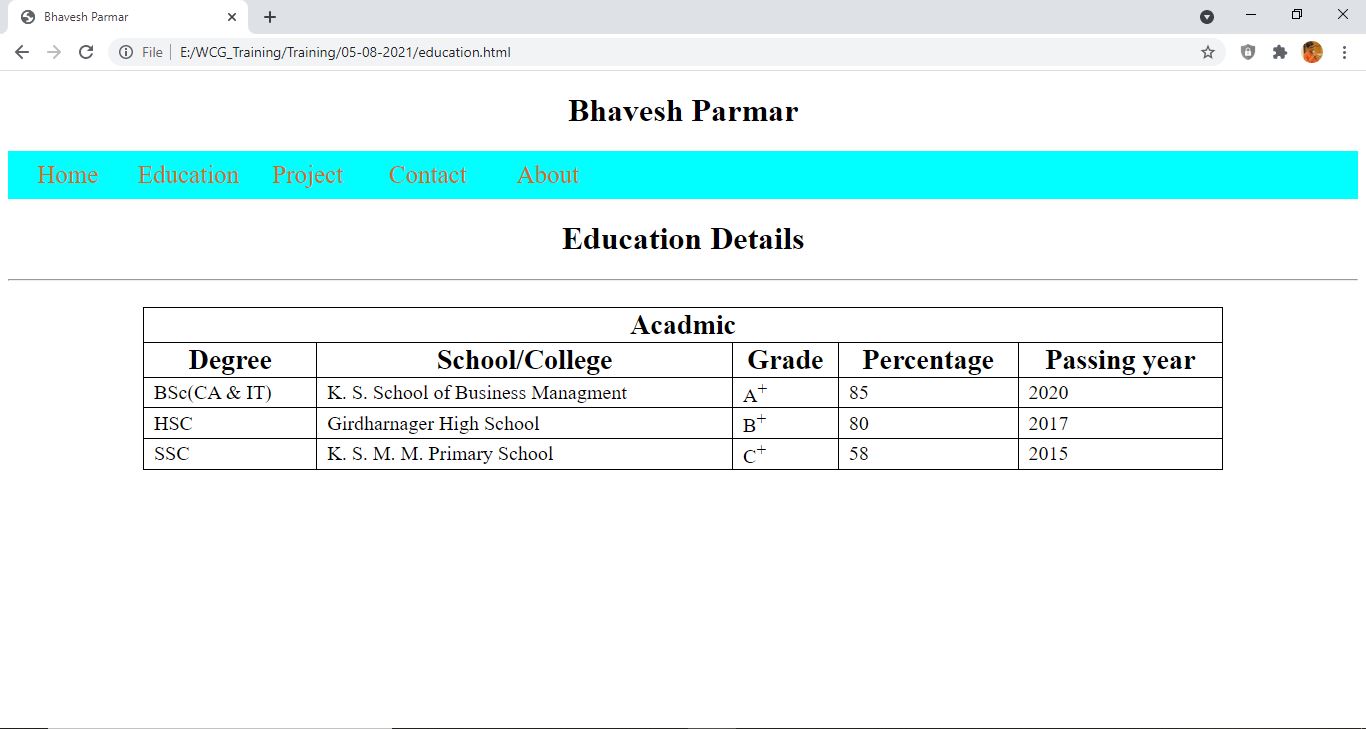 Bhavesh Parmar
File | E:/WCG_Training/Training/05-08-2021/education.html
Bhavesh Parmar
Home Education Project Contact About
Education Details
Acadmic
Degree School/College Grade Percentage Passing year
BSc(CA & IT) K. S. School of Business Managment A+ 85 2020
HSC Girdharnager High School B+ 80 2017
SSC K. S. M. M. Primary School C+ 58 2015